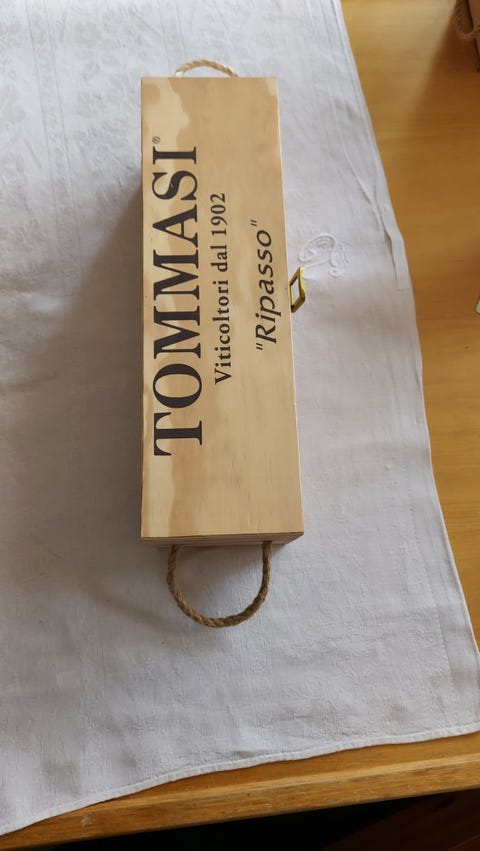 TOMMASI®
Viticoltori dal 1902
"Ripasso"